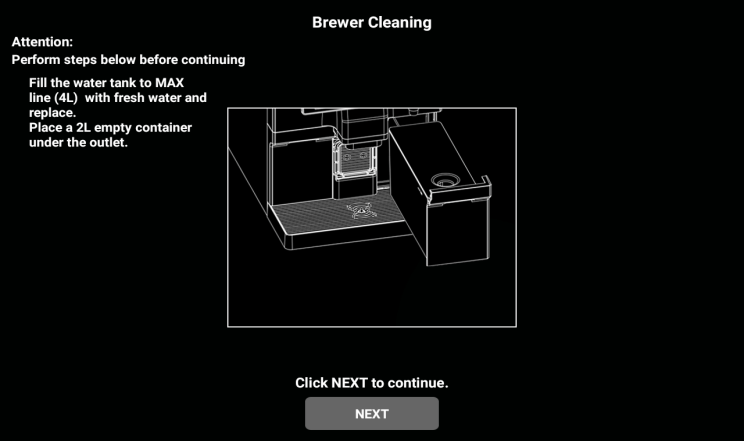 Brewer Cleaning
Attention:
Perform steps below before continuing
Fill the water tank to MAX
line (4L) with fresh water and
replace.
Place a 2L empty container
under the outlet.
Click NEXT to continue.
NEXT